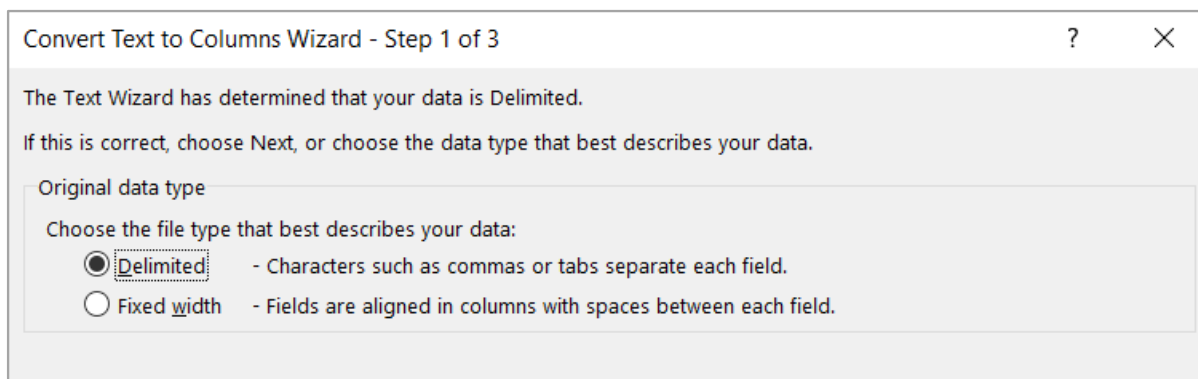 Convert Text to Columns Wizard - Step 1 of 3 ?
The Text Wizard has determined that your data is Delimited.
If this is correct, choose Next, or choose the data type that best describes your data.
Original data type
Choose the file type that best describes your data:
Delimited - Characters such as commas or tabs separate each field.
Fixed width - Fields are aligned in columns with spaces between each field.